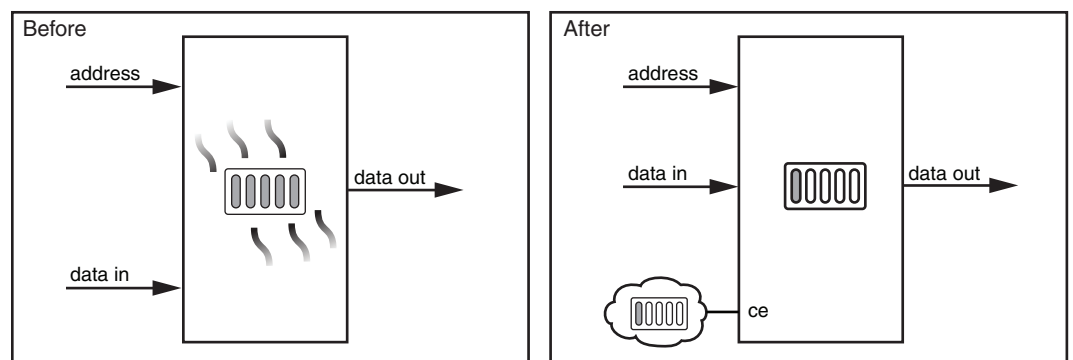 Before
address
data out
data in
After
address
data in
data out
ce